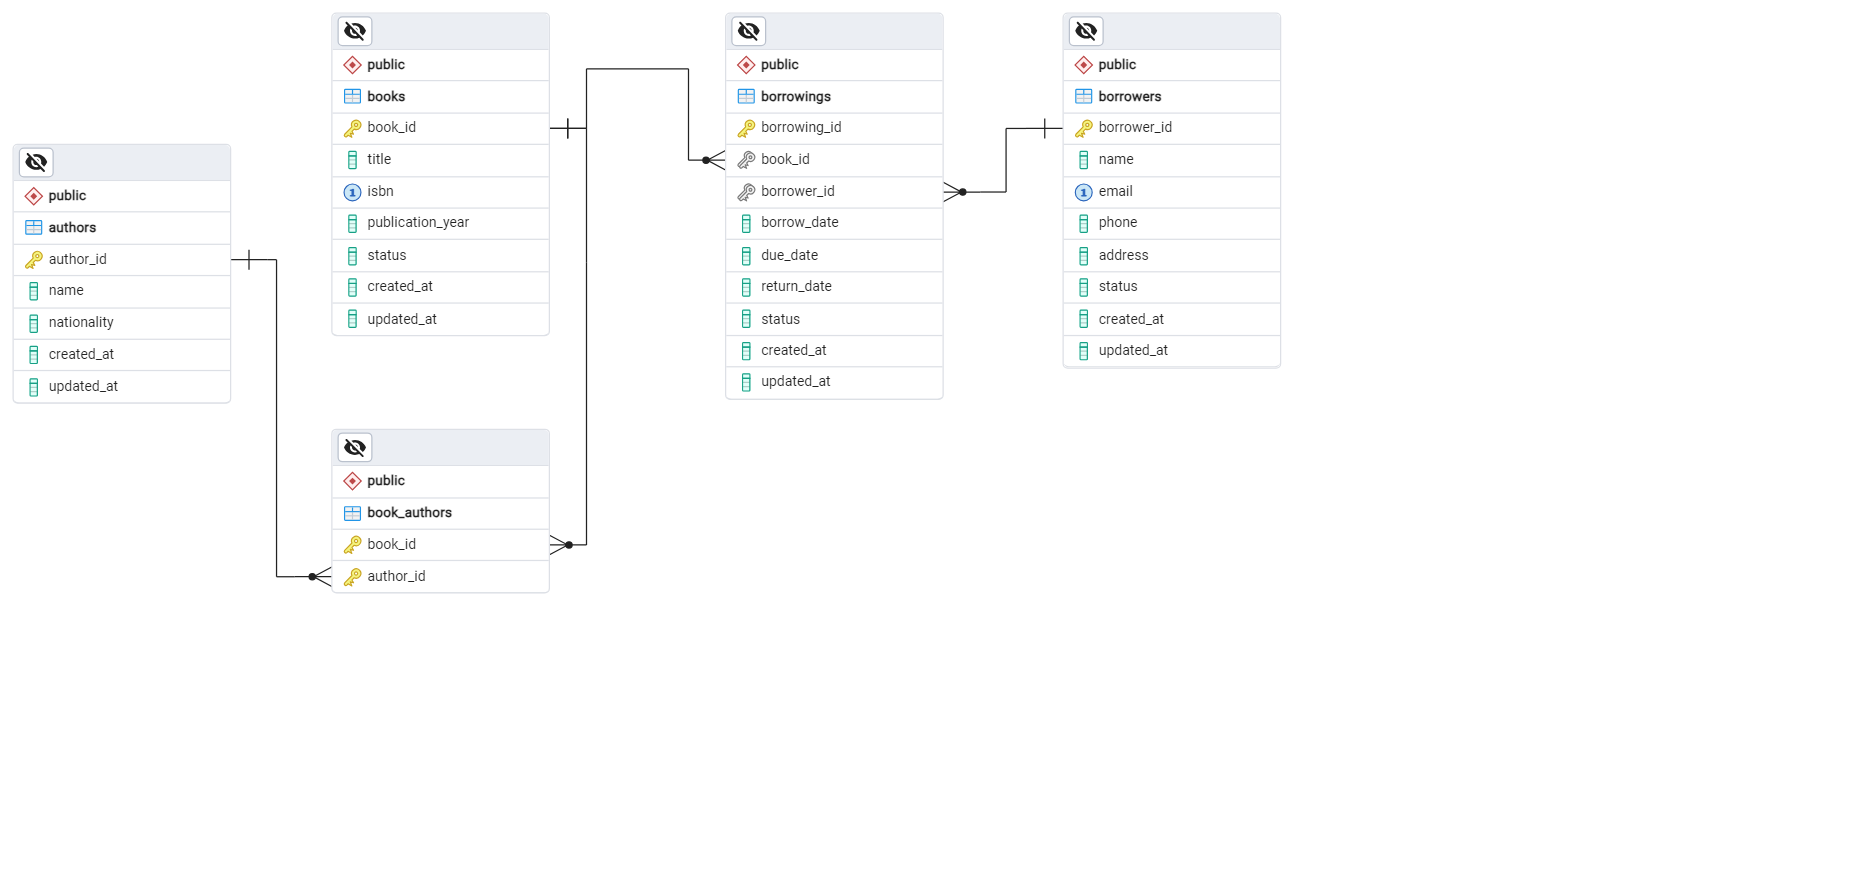 public
authors
author_id
name
nationality
created_at
updated_at
public
books
book_id
title
1 isbn
publication_year
status
created_at
updated_at
public
book_authors
book_id
author_id
public
borrowings
borrowing_id
book_id
borrower_id
borrow_date
due_date
return_date
status
created_at
updated_at
public
borrowers
borrower_id
name
1 email
phone
address
status
created_at
updated_at